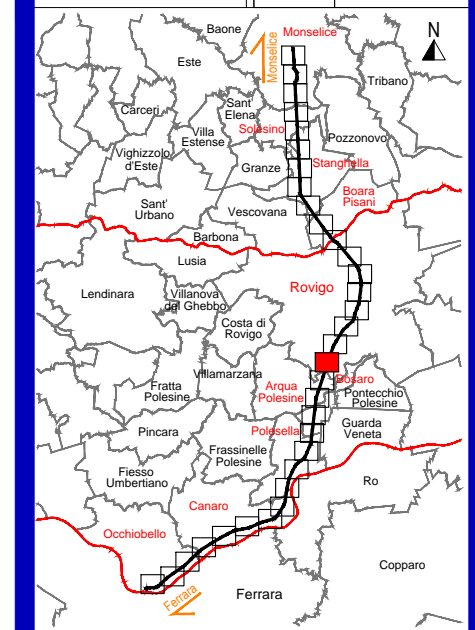 Baone
Monselice
N
Monselice
Este
Tribano
Carceri
Sant'
Elena
Solesino
Villa
Estense
Pozzonovo
Vighizzolo
d'Este
Granze
Stanghella
Boara
Pisani
Sant'
Urbano
Vescovana
Barbona
Lusia
Rovigo
Lendinara
Villanova
del Ghebbo
Costa di
Rovigo
Villamarzana
Bosaro
Fratta
Polesine
Arqua
Polesine
Pontecchio
Polesine
Pincara
Polesella
Guarda
Veneta
Frassinelle
Polesine
Fiesso
Umbertiano
Ro
Canaro
Occhiobello
Copparo
Ferrara
Ferrara